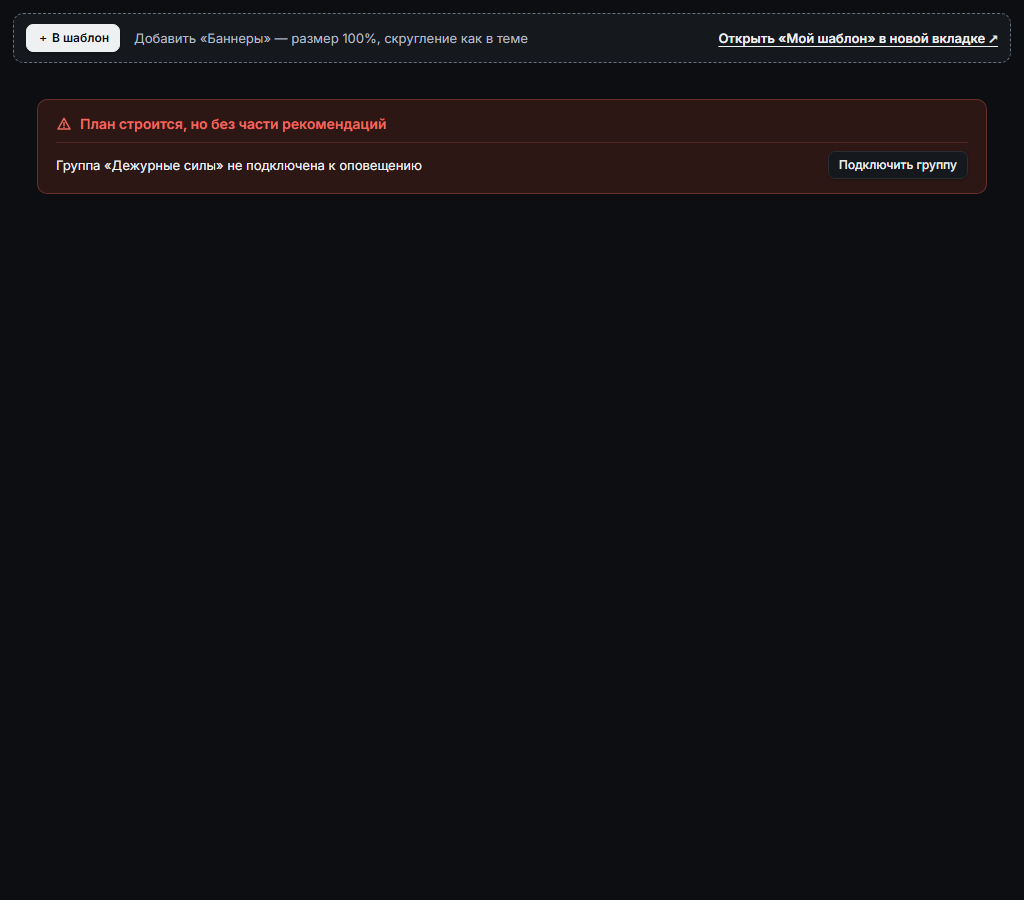 + В шаблон
Добавить «Баннеры» — размер 100%, скругление как в теме
Открыть «Мой шаблон» в новой вкладке ↗
План строится, но без части рекомендаций
Группа «Дежурные силы» не подключена к оповещению
Подключить группу